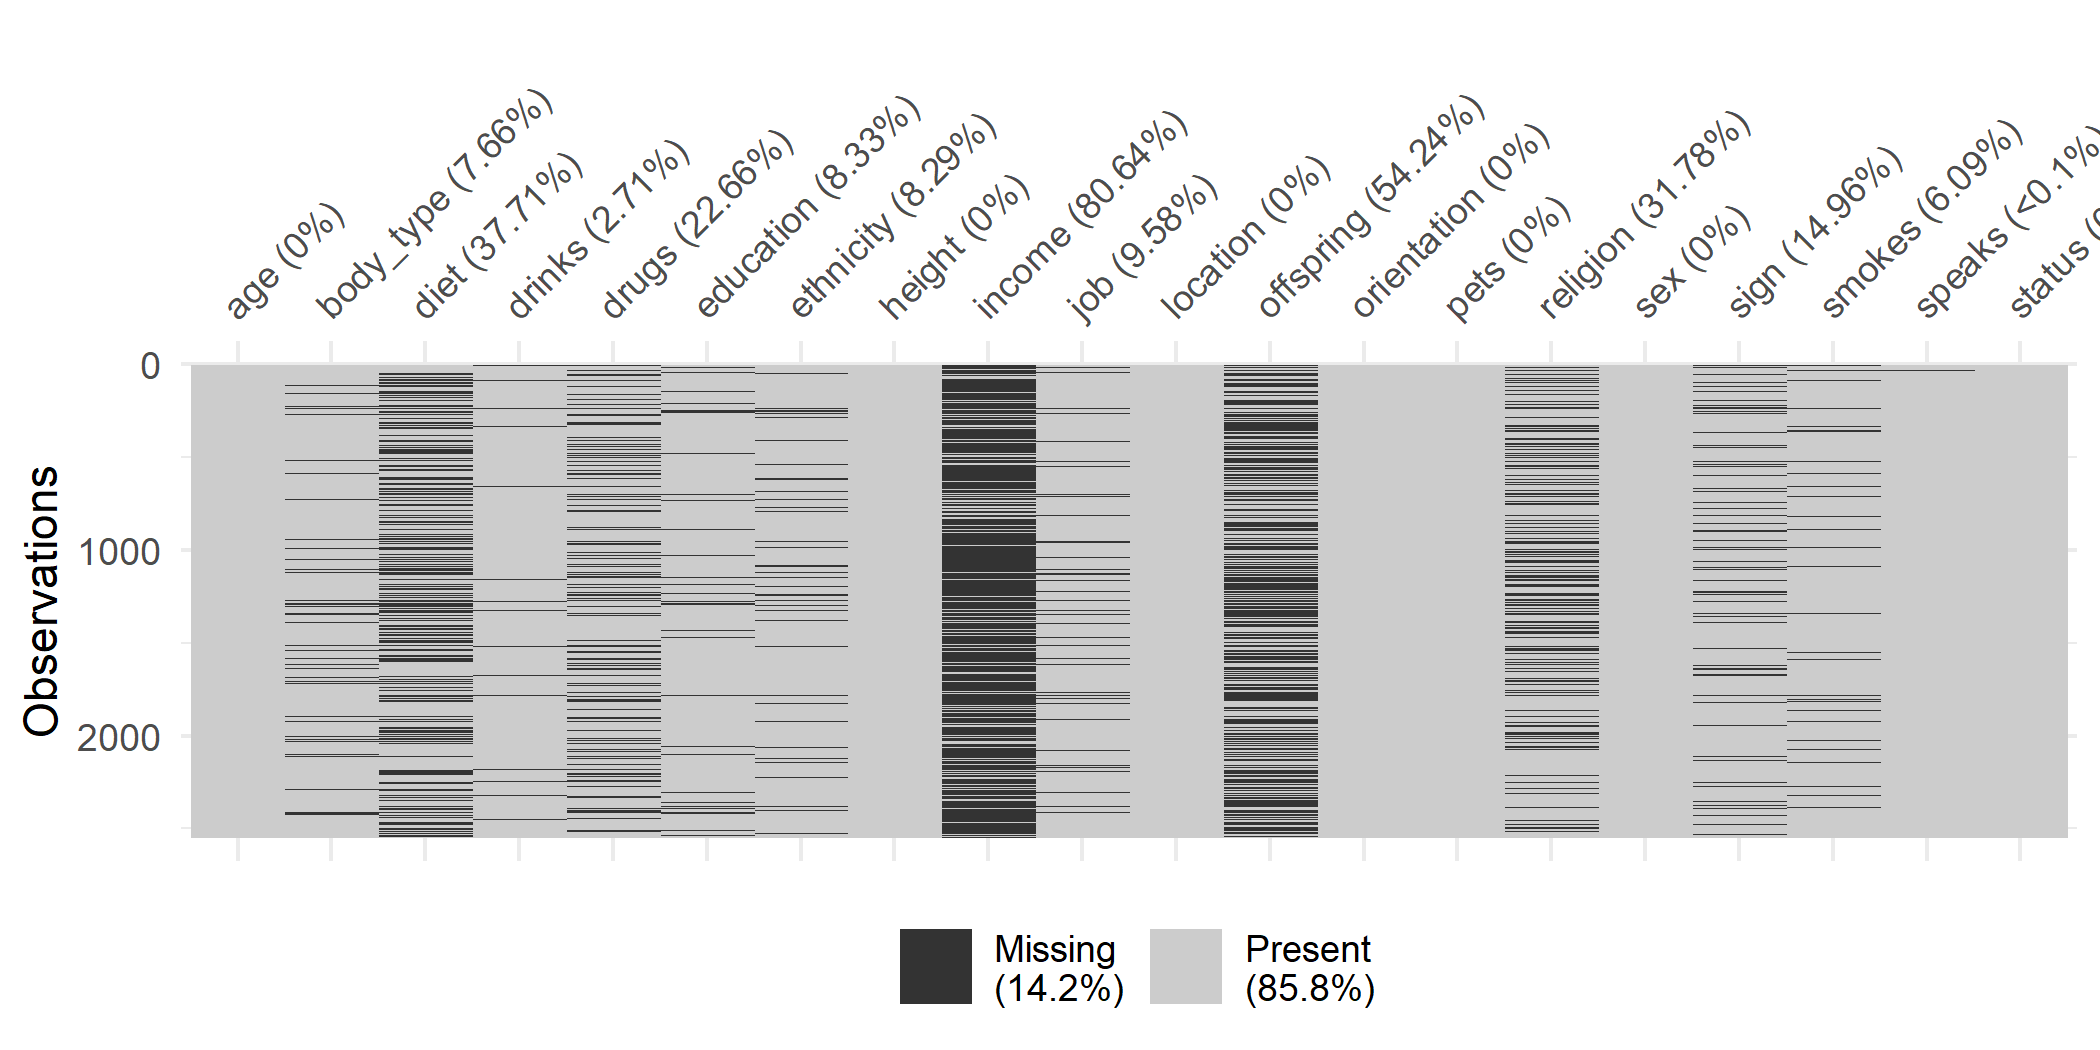 age (0%)
body_type (7.66%)
diet (37.71%)
drinks (2.71%)
drugs (22.66%)
education (8.33%)
ethnicity (8.29%)
height (0%)
income (80.64%)
job (9.58%)
location (0%)
offspring (54.24%)
orientation (0%)
pets (0%)
religion (31.78%)
sex (0%)
sign (14.96%)
smokes (6.09%)
speaks (<0.1%)
status
Observations
0
1000
2000
Missing
(14.2%)
Present
(85.8%)